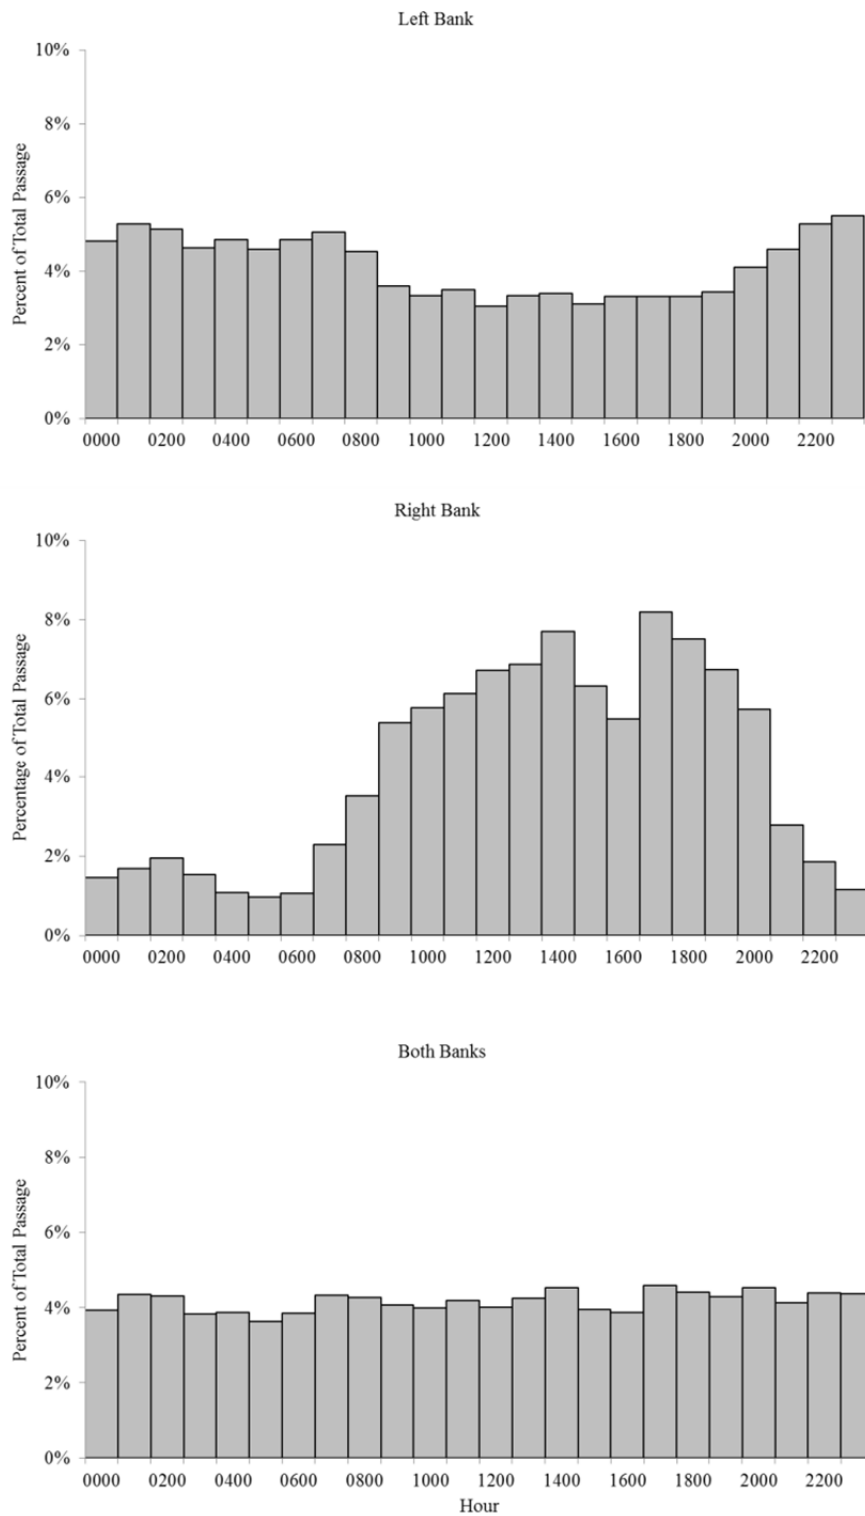 Left Bank
Percent of Total Passage
10%
8%
6%
4%
2%
0%
0000 0200 0400 0600 0800 1000 1200 1400 1600 1800 2000 2200
Right Bank
Percentage of Total Passage
10%
8%
6%
4%
2%
0%
0000 0200 0400 0600 0800 1000 1200 1400 1600 1800 2000 2200
Both Banks
Percent of Total Passage
10%
8%
6%
4%
2%
0%
0000 0200 0400 0600 0800 1000 1200 1400 1600 1800 2000 2200
Hour